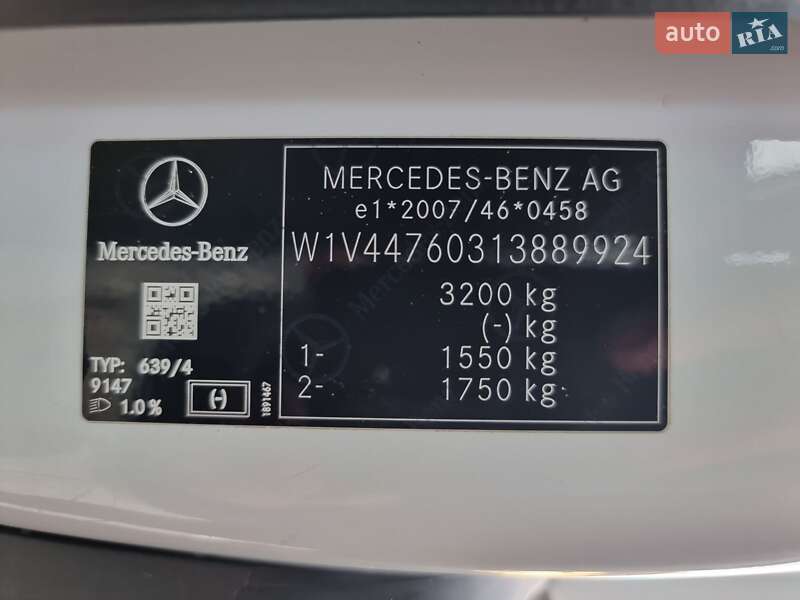 auto RIA
.com
Mercedes-Benz
TYP: 639/4
9147
1.0%
(-)
1891467
MERCEDES-BENZ AG
e1*2007/46*0458
W1V44760313889924
3200 kg
(-) kg
1- 1550 kg
2- 1750 kg